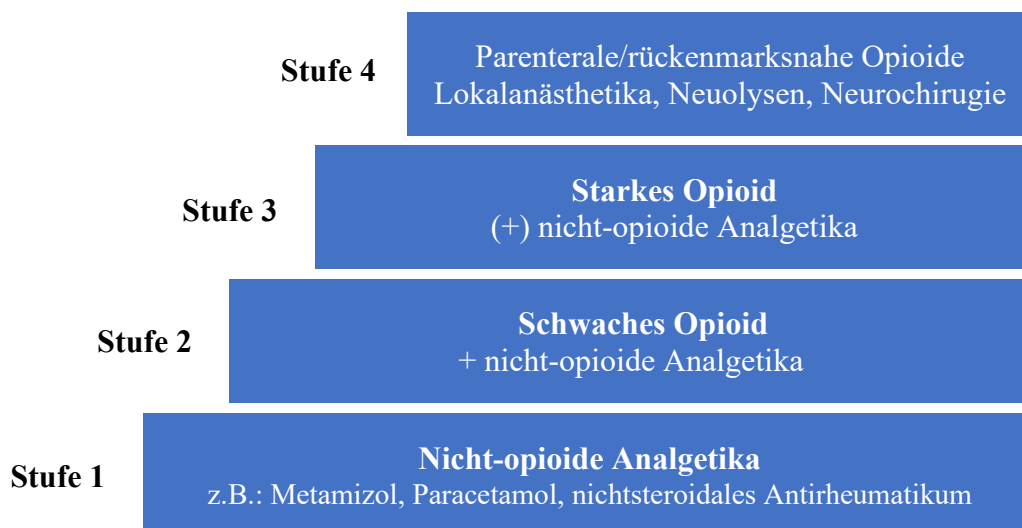 Stufe 4
Parenterale/rückenmarksnahe Opioide
Lokalanästhetika, Neuolysen, Neurochirugie
Stufe 3
Starkes Opioid
(+) nicht-opioide Analgetika
Stufe 2
Schwaches Opioid
+ nicht-opioide Analgetika
Stufe 1
Nicht-opioide Analgetika
z.B.: Metamizol, Paracetamol, nichtsteroidales Antirheumatikum